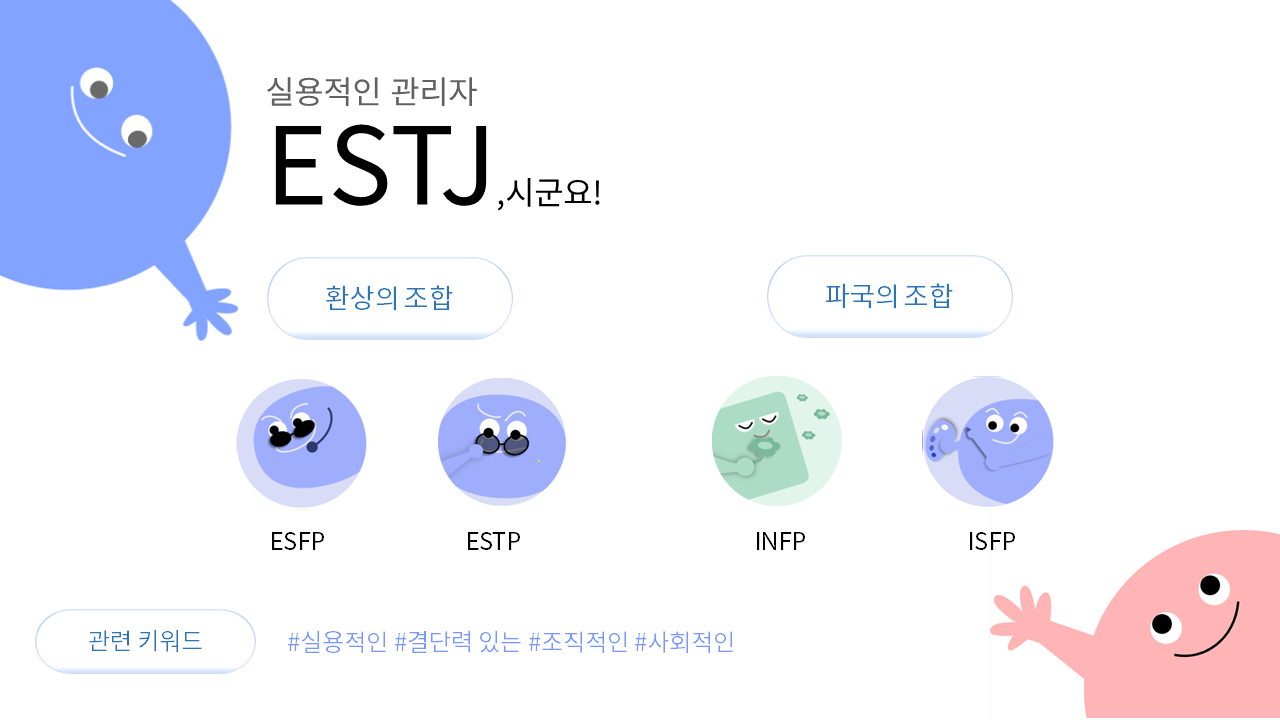 실용적인 관리자
ESTJ,시군요!
환상의 조합
파국의 조합
ESFP
ESTP
INFP
ISFP
관련 키워드
#실용적인 #결단력 있는 #조직적인 #사회적인